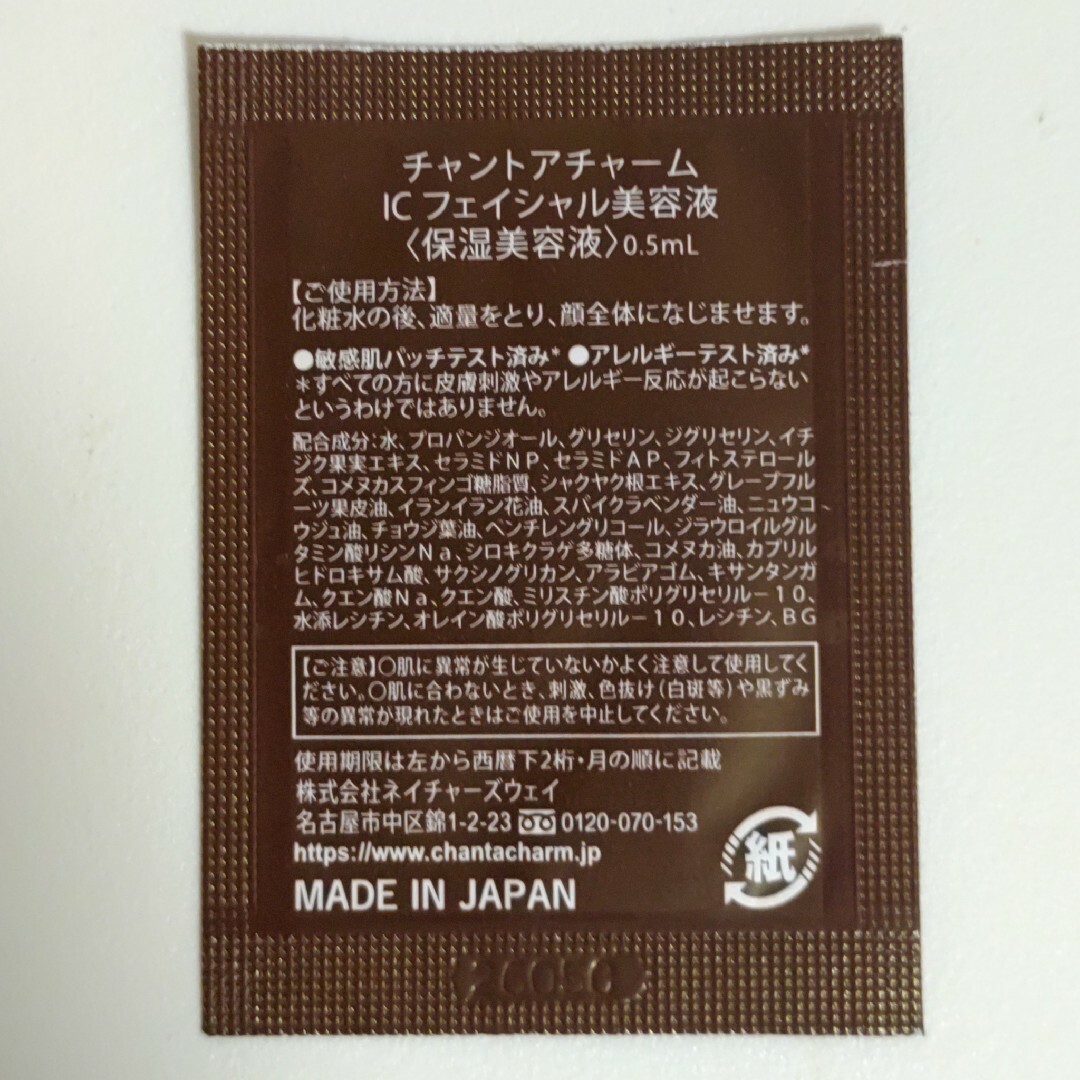 チャントアチャーム
IC フェイシャル美容液
〈保湿美容液〉0.5mL
【ご使用方法】
化粧水の後、適量をとり、顔全体になじませます。
●敏感肌パッチテスト済み* ●アレルギーテスト済み*
*すべての方に皮膚刺激やアレルギー反応が起こらない
というわけではありません。
配合成分:水、プロパンジオール、グリセリン、ジグリセリン、イチ
ジク果実エキス、セラミドNP、セラミドAP、フィトステロール
ズ、コメヌカスフィンゴ糖脂質、シャクヤク根エキス、グレープフル
ーツ果皮油、イランイラン花油、スパイクラベンダー油、ニュウコ
ウジュ油、チョウジ葉油、ペンチレングリコール、ジラウロイルグル
タミン酸リシンNa、シロキクラゲ多糖体、コメヌカ油、カプリル
ヒドロキサム酸、サクシノグリカン、アラビアゴム、キサンタンガ
ム、クエン酸Na、クエン酸、ミリスチン酸ポリグリセリル－10、
水添レシチン、オレイン酸ポリグリセリル－10、レシチン、BG
【ご注意】○肌に異常が生じていないかよく注意して使用してく
ださい。○肌に合わないとき、刺激、色抜け(白斑等)や黒ずみ
等の異常が現れたときはご使用を中止してください。
使用期限は左から西暦下2桁・月の順に記載
株式会社ネイチャーズウェイ
名古屋市中区錦1-2-23 0120-070-153
https://www.chantacharm.jp
紙
MADE IN JAPAN